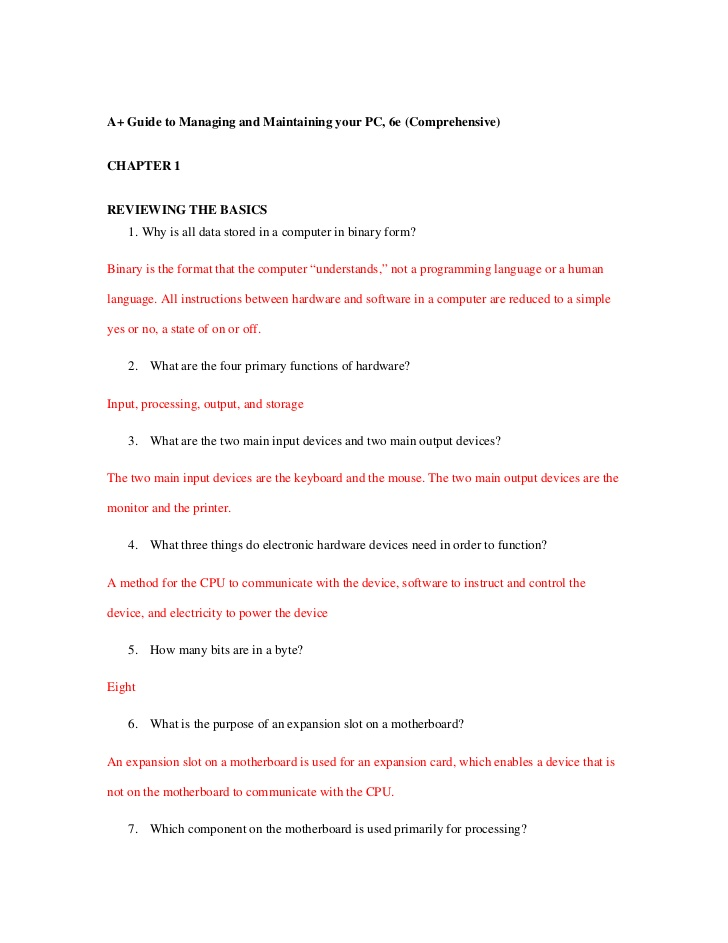 A+ Guide to Managing and Maintaining your PC, 6e (Comprehensive)
CHAPTER 1
REVIEWING THE BASICS
1. Why is all data stored in a computer in binary form?
Binary is the format that the computer “understands,” not a programming language or a human
language. All instructions between hardware and software in a computer are reduced to a simple
yes or no, a state of on or off.
2. What are the four primary functions of hardware?
Input, processing, output, and storage
3. What are the two main input devices and two main output devices?
The two main input devices are the keyboard and the mouse. The two main output devices are the
monitor and the printer.
4. What three things do electronic hardware devices need in order to function?
A method for the CPU to communicate with the device, software to instruct and control the
device, and electricity to power the device
5. How many bits are in a byte?
Eight
6. What is the purpose of an expansion slot on a motherboard?
An expansion slot on a motherboard is used for an expansion card, which enables a device that is
not on the motherboard to communicate with the CPU.
7. Which component on the motherboard is used primarily for processing?